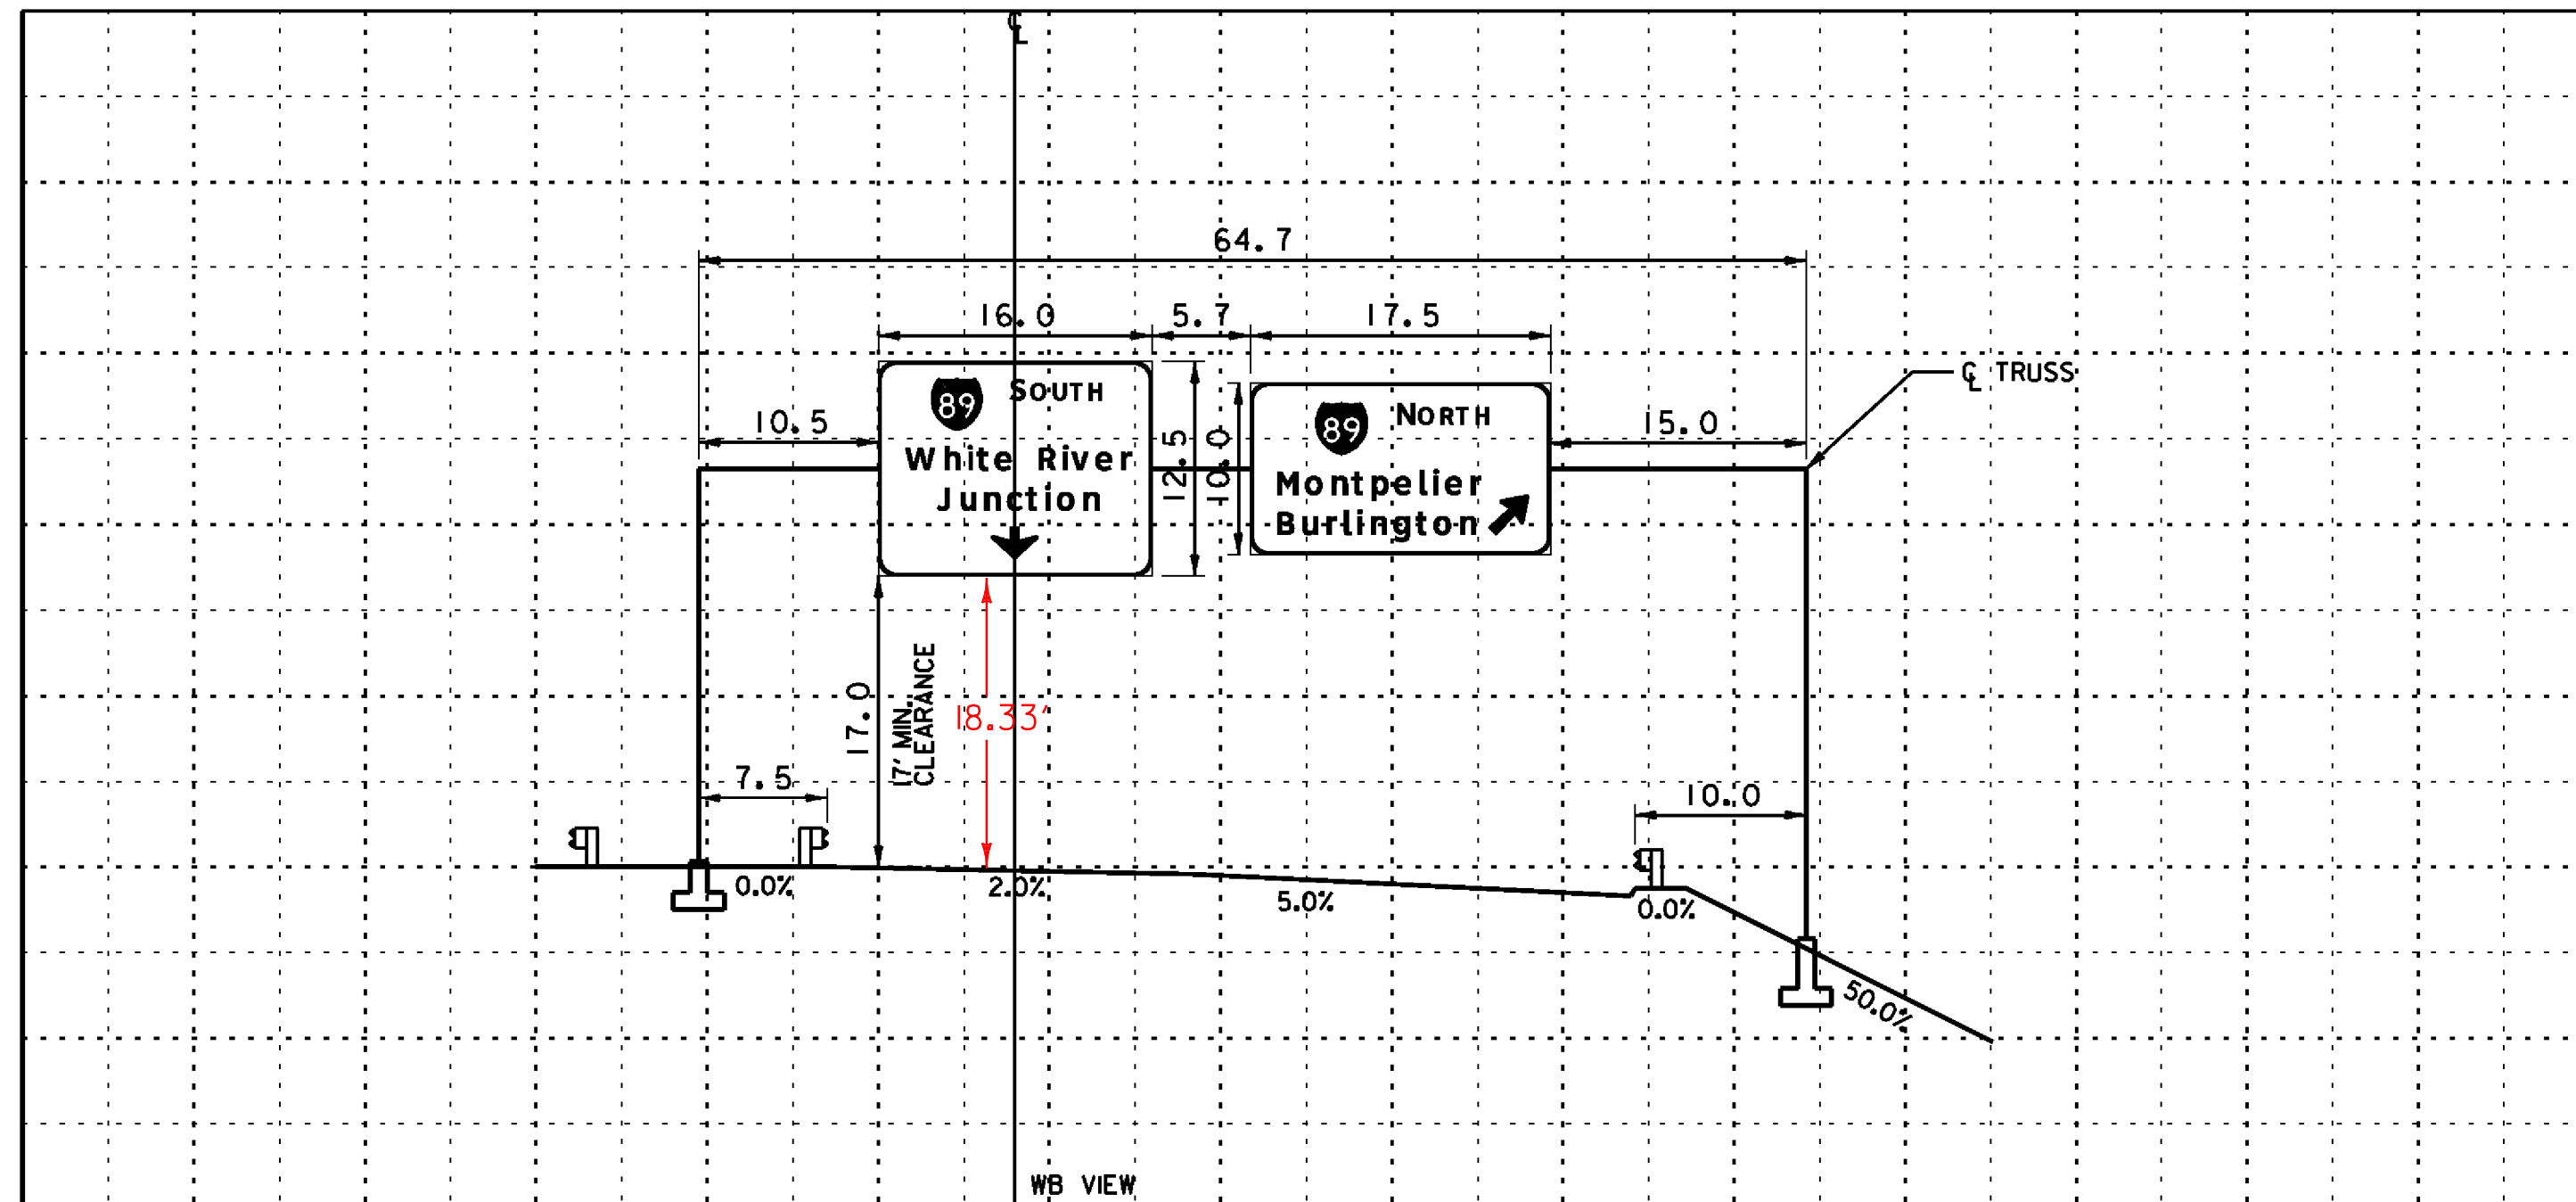 ℄
64.7
16.0
5.7
17.5
℄ TRUSS
89 SOUTH
White River
Junction
89 NORTH
Montpelier
Burlington
10.5
12.5
10.0
15.0
17.0
17' MIN.
CLEARANCE
18.33'
7.5
10.0
0.0%
2.0%
5.0%
0.0%
50.0%
WB VIEW